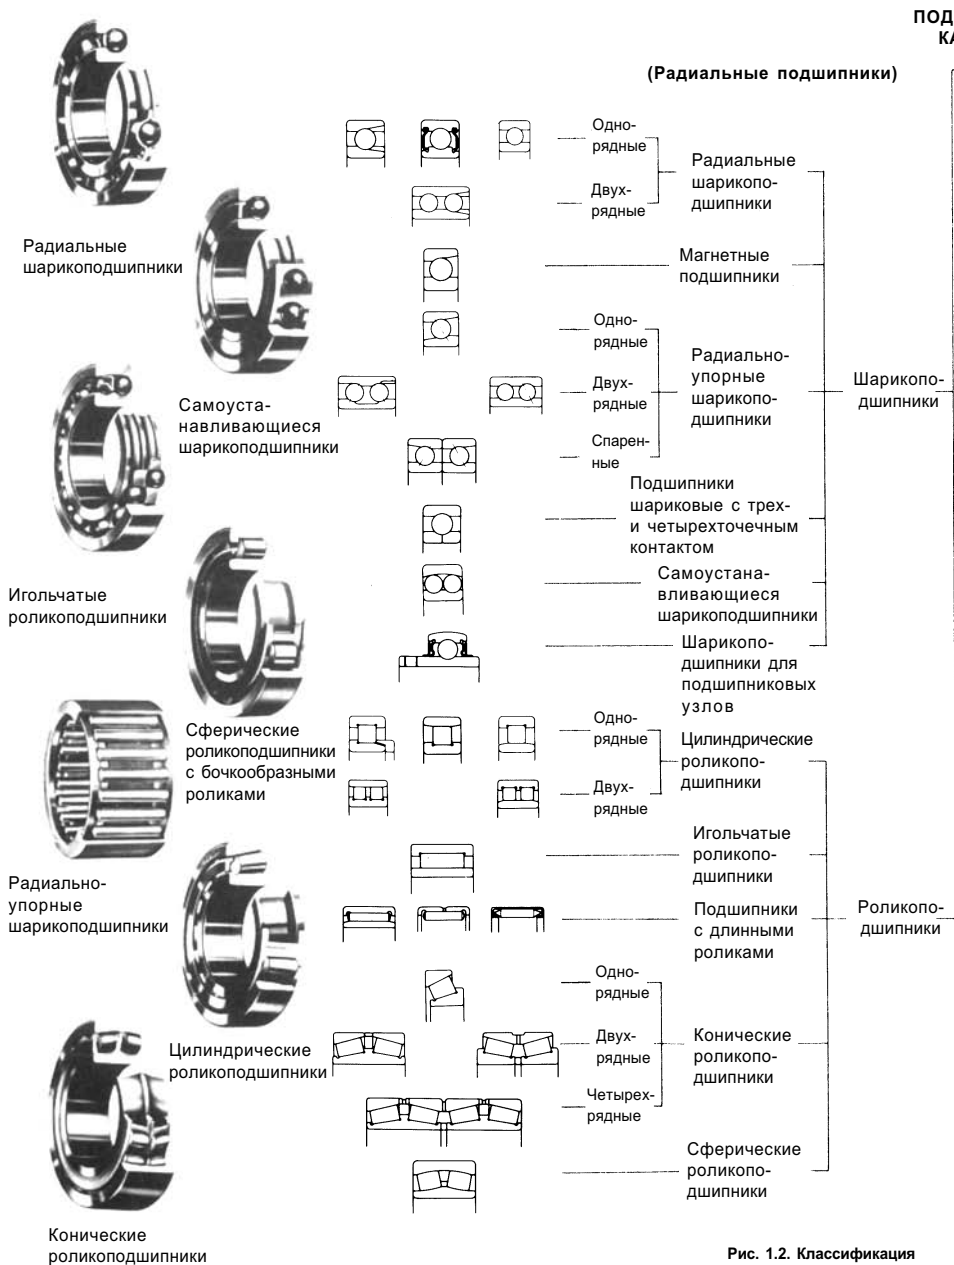 ПОД
КА
(Радиальные подшипники)
Одно-
рядные
Двух-
рядные
Радиальные
шарикопо-
дшипники
Радиальные
шарикоподшипники
Магнетные
подшипники
Одно-
рядные
Двух-
рядные
Спарен-
ные
Радиально-
упорные
шарикопо-
дшипники
Шарикопо-
дшипники
Самоуста-
навливающиеся
шарикоподшипники
Подшипники
шариковые с трех-
и четырехточечным
контактом
Самоустана-
вливающиеся
шарикоподшипники
Игольчатые
роликоподшипники
Шарикопо-
дшипники для
подшипниковых
узлов
Сферические
роликоподшипники
с бочкообразными
роликами
Одно-
рядные
Двух-
рядные
Цилиндрические
роликопо-
дшипники
Игольчатые
роликопо-
дшипники
Радиально-
упорные
шарикоподшипники
Подшипники
с длинными
роликами
Роликопо-
дшипники
Одно-
рядные
Двух-
рядные
Четырех-
рядные
Конические
роликопо-
дшипники
Цилиндрические
роликоподшипники
Сферические
роликопо-
дшипники
Конические
роликоподшипники
Рис. 1.2. Классификация